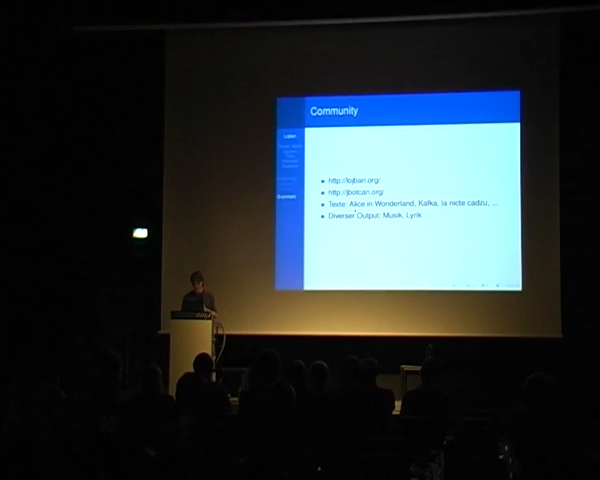 Community
Lojban
http://lojban.org/
http://jbotcan.org/
Texte: Alice in Wonderland, Kafka, la nicte cadzu, ...
Diverser Output: Musik, Lyrik